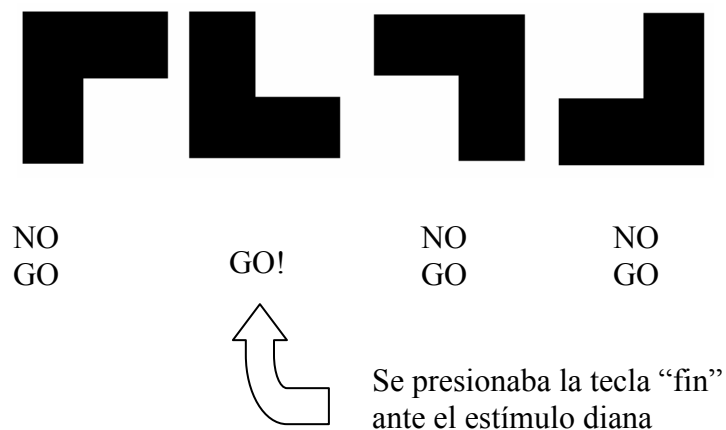 NO
GO
GO!
NO
GO
NO
GO
Se presionaba la tecla “fin”
ante el estímulo diana